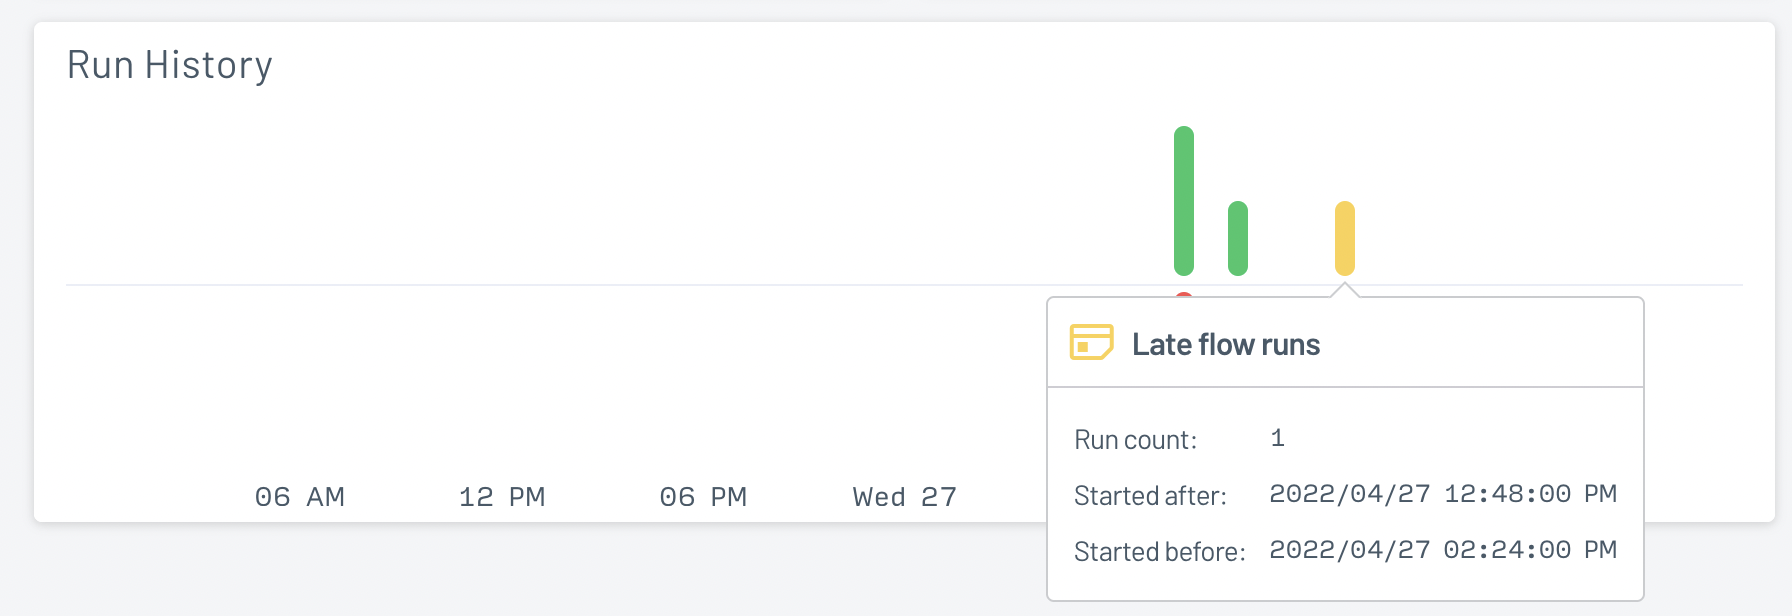 Run History
06 AM
12 PM
06 PM
Wed 27
Late flow runs
Run count: 1
Started after: 2022/04/27 12:48:00 PM
Started before: 2022/04/27 02:24:00 PM